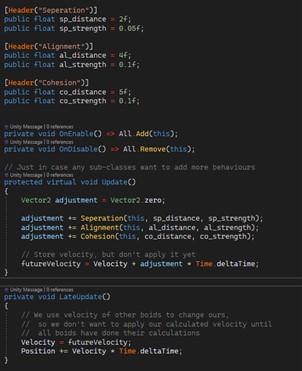 [Header("Seperation")]
public float sp_distance = 2f;
public float sp_strength = 0.05f;
[Header("Alignment")]
public float al_distance = 4f;
public float al_strength = 0.1f;
[Header("Cohesion")]
public float co_distance = 5f;
public float co_strength = 0.1f;
Unity Message | 0 references
private void OnEnable() => All.Add(this);
Unity Message | 0 references
private void OnDisable() => All.Remove(this);
// Just in case any sub-classes want to add more behaviours
Unity Message | 0 references
protected virtual void Update()
{
Vector2 adjustment = Vector2.zero;
adjustment += Seperation(this, sp_distance, sp_strength);
adjustment += Alignment(this, al_distance, al_strength);
adjustment += Cohesion(this, co_distance, co_strength);
// Store velocity, but don't apply it yet
futureVelocity = Velocity + adjustment * Time.deltaTime;
}
Unity Message | 0 references
private void LateUpdate()
{
// We use velocity of other boids to change ours,
// so we don't want to apply our calculated velocity until
// all boids have done their calculations
Velocity = futureVelocity;
Position += Velocity * Time.deltaTime;
}